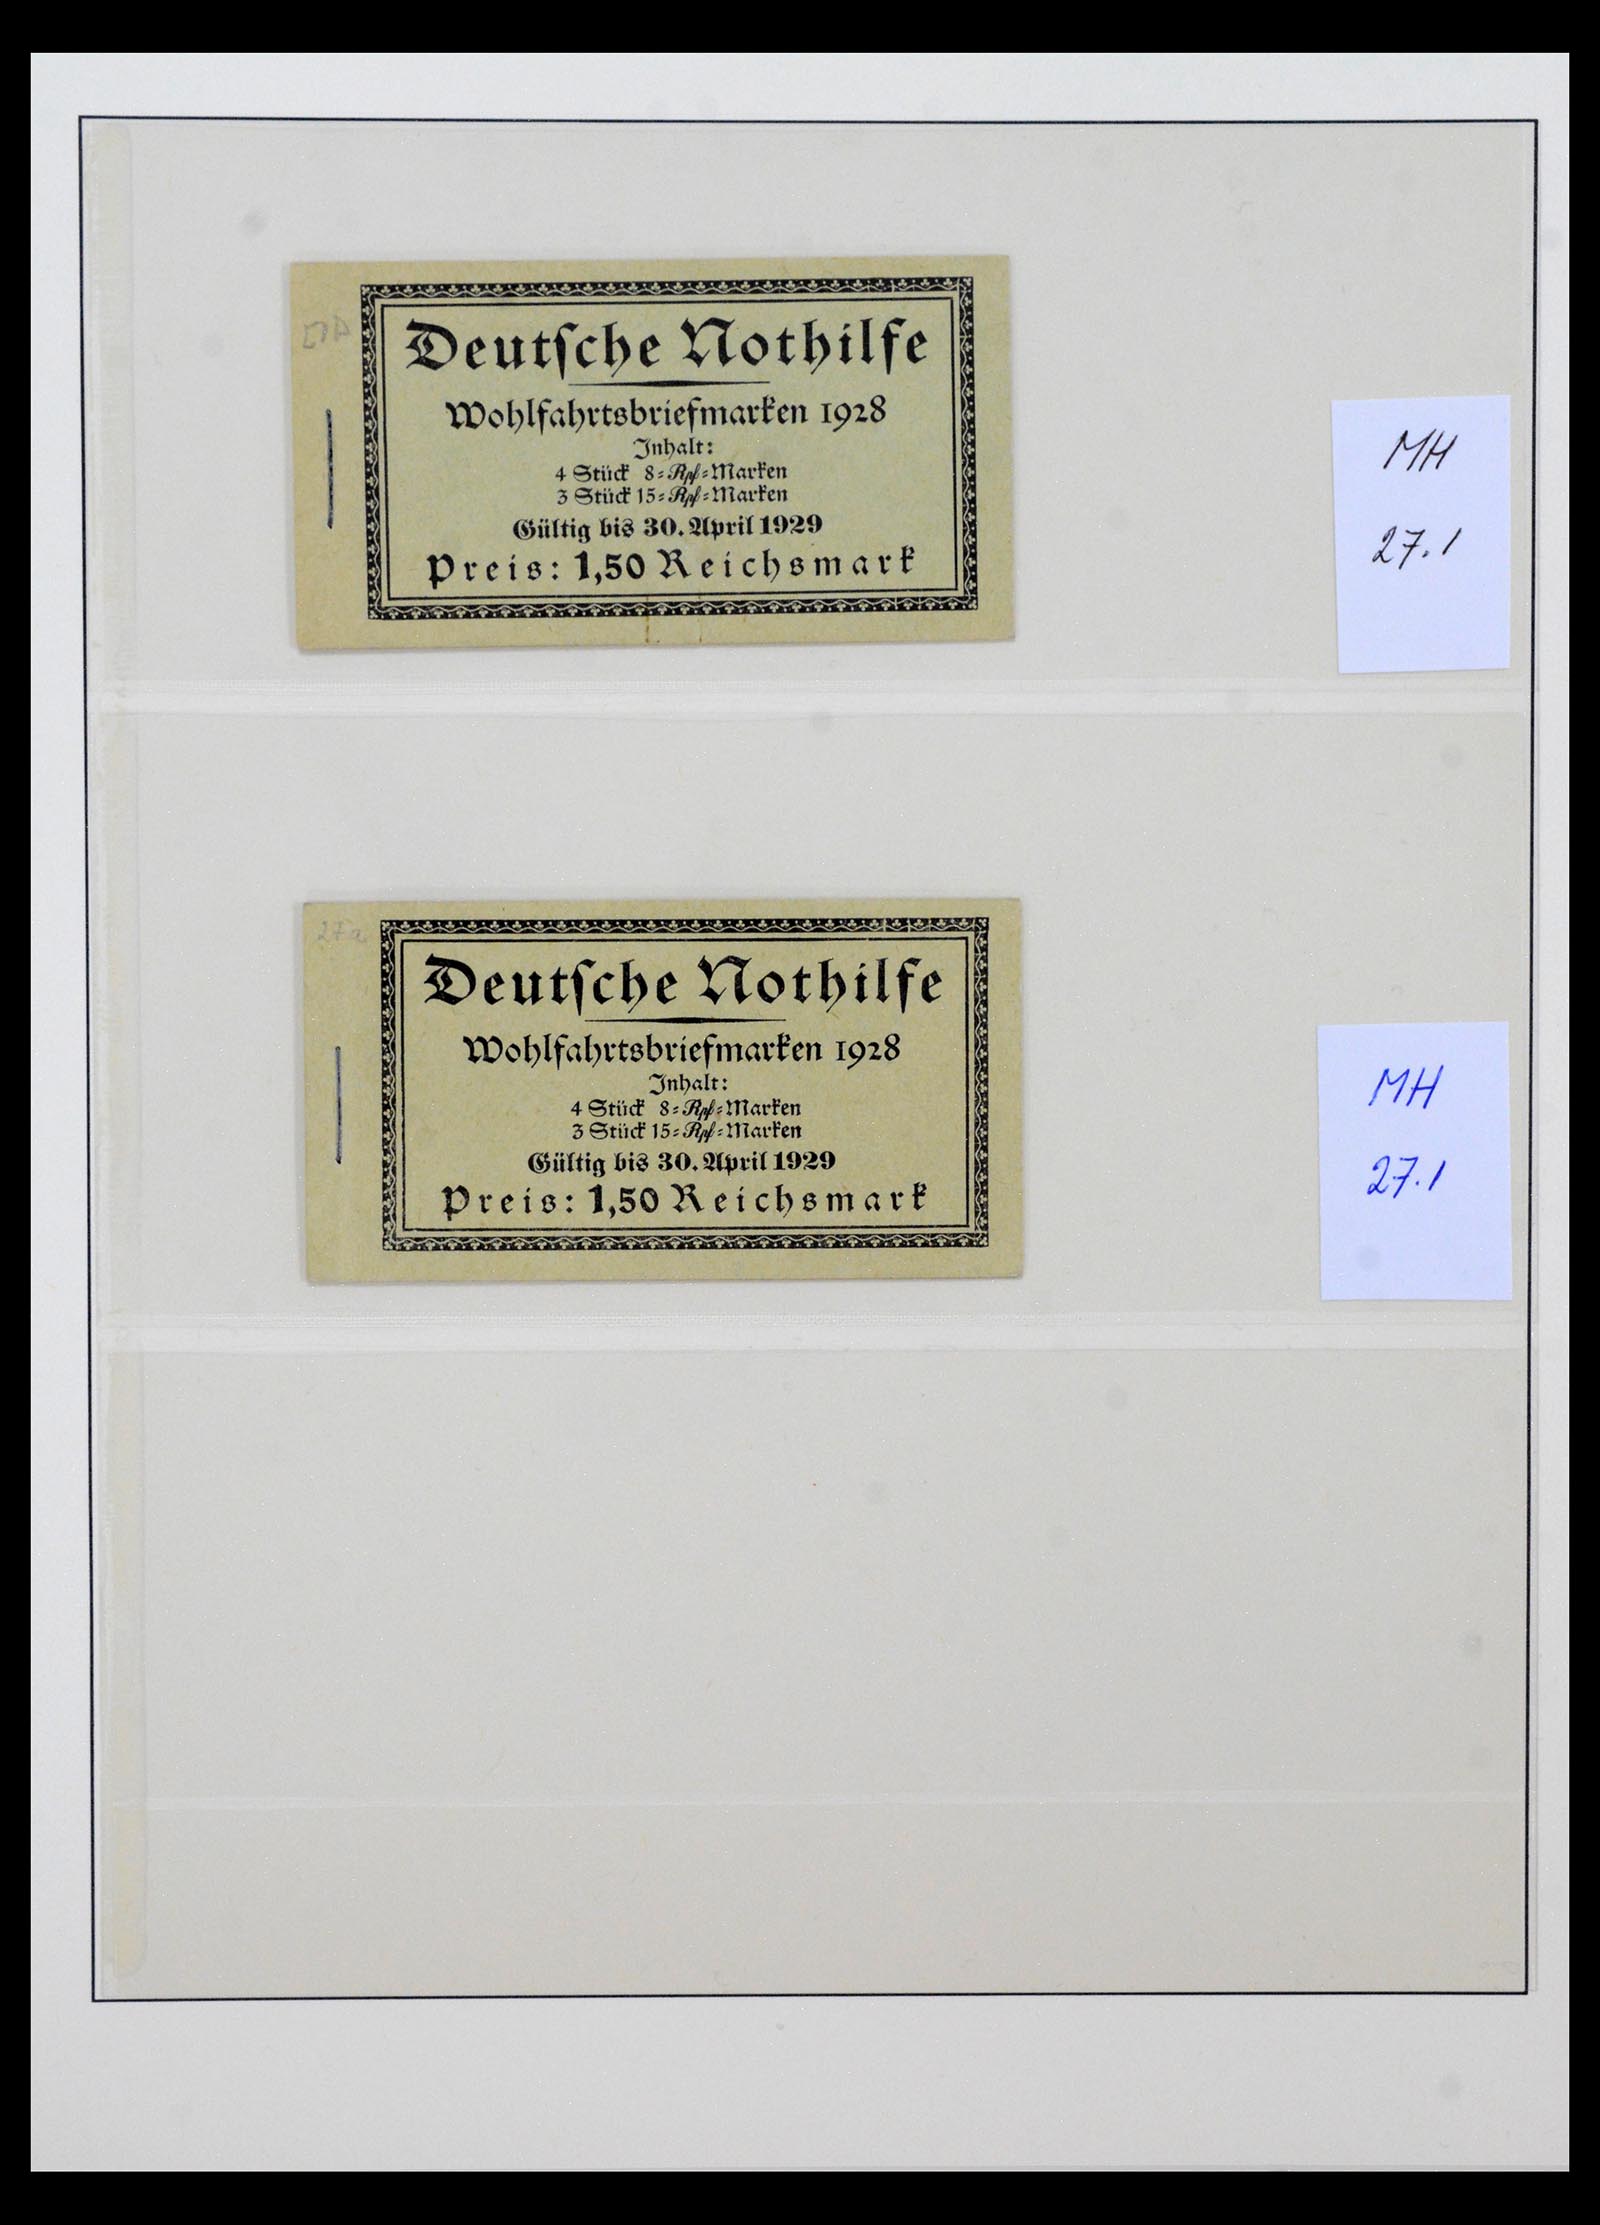 Deutſche Nothilfe
Wohlfahrtsbriefmarken 1928
Inhalt:
4 Stück 8=Rpf=Marken
3 Stück 15=Rpf=Marken
Gültig bis 30. April 1929
Preis: 1,50 Reichsmark
MH
27.1
27a
Deutſche Nothilfe
Wohlfahrtsbriefmarken 1928
Inhalt:
4 Stück 8=Rpf=Marken
3 Stück 15=Rpf=Marken
Gültig bis 30. April 1929
Preis: 1,50 Reichsmark
MH
27.1